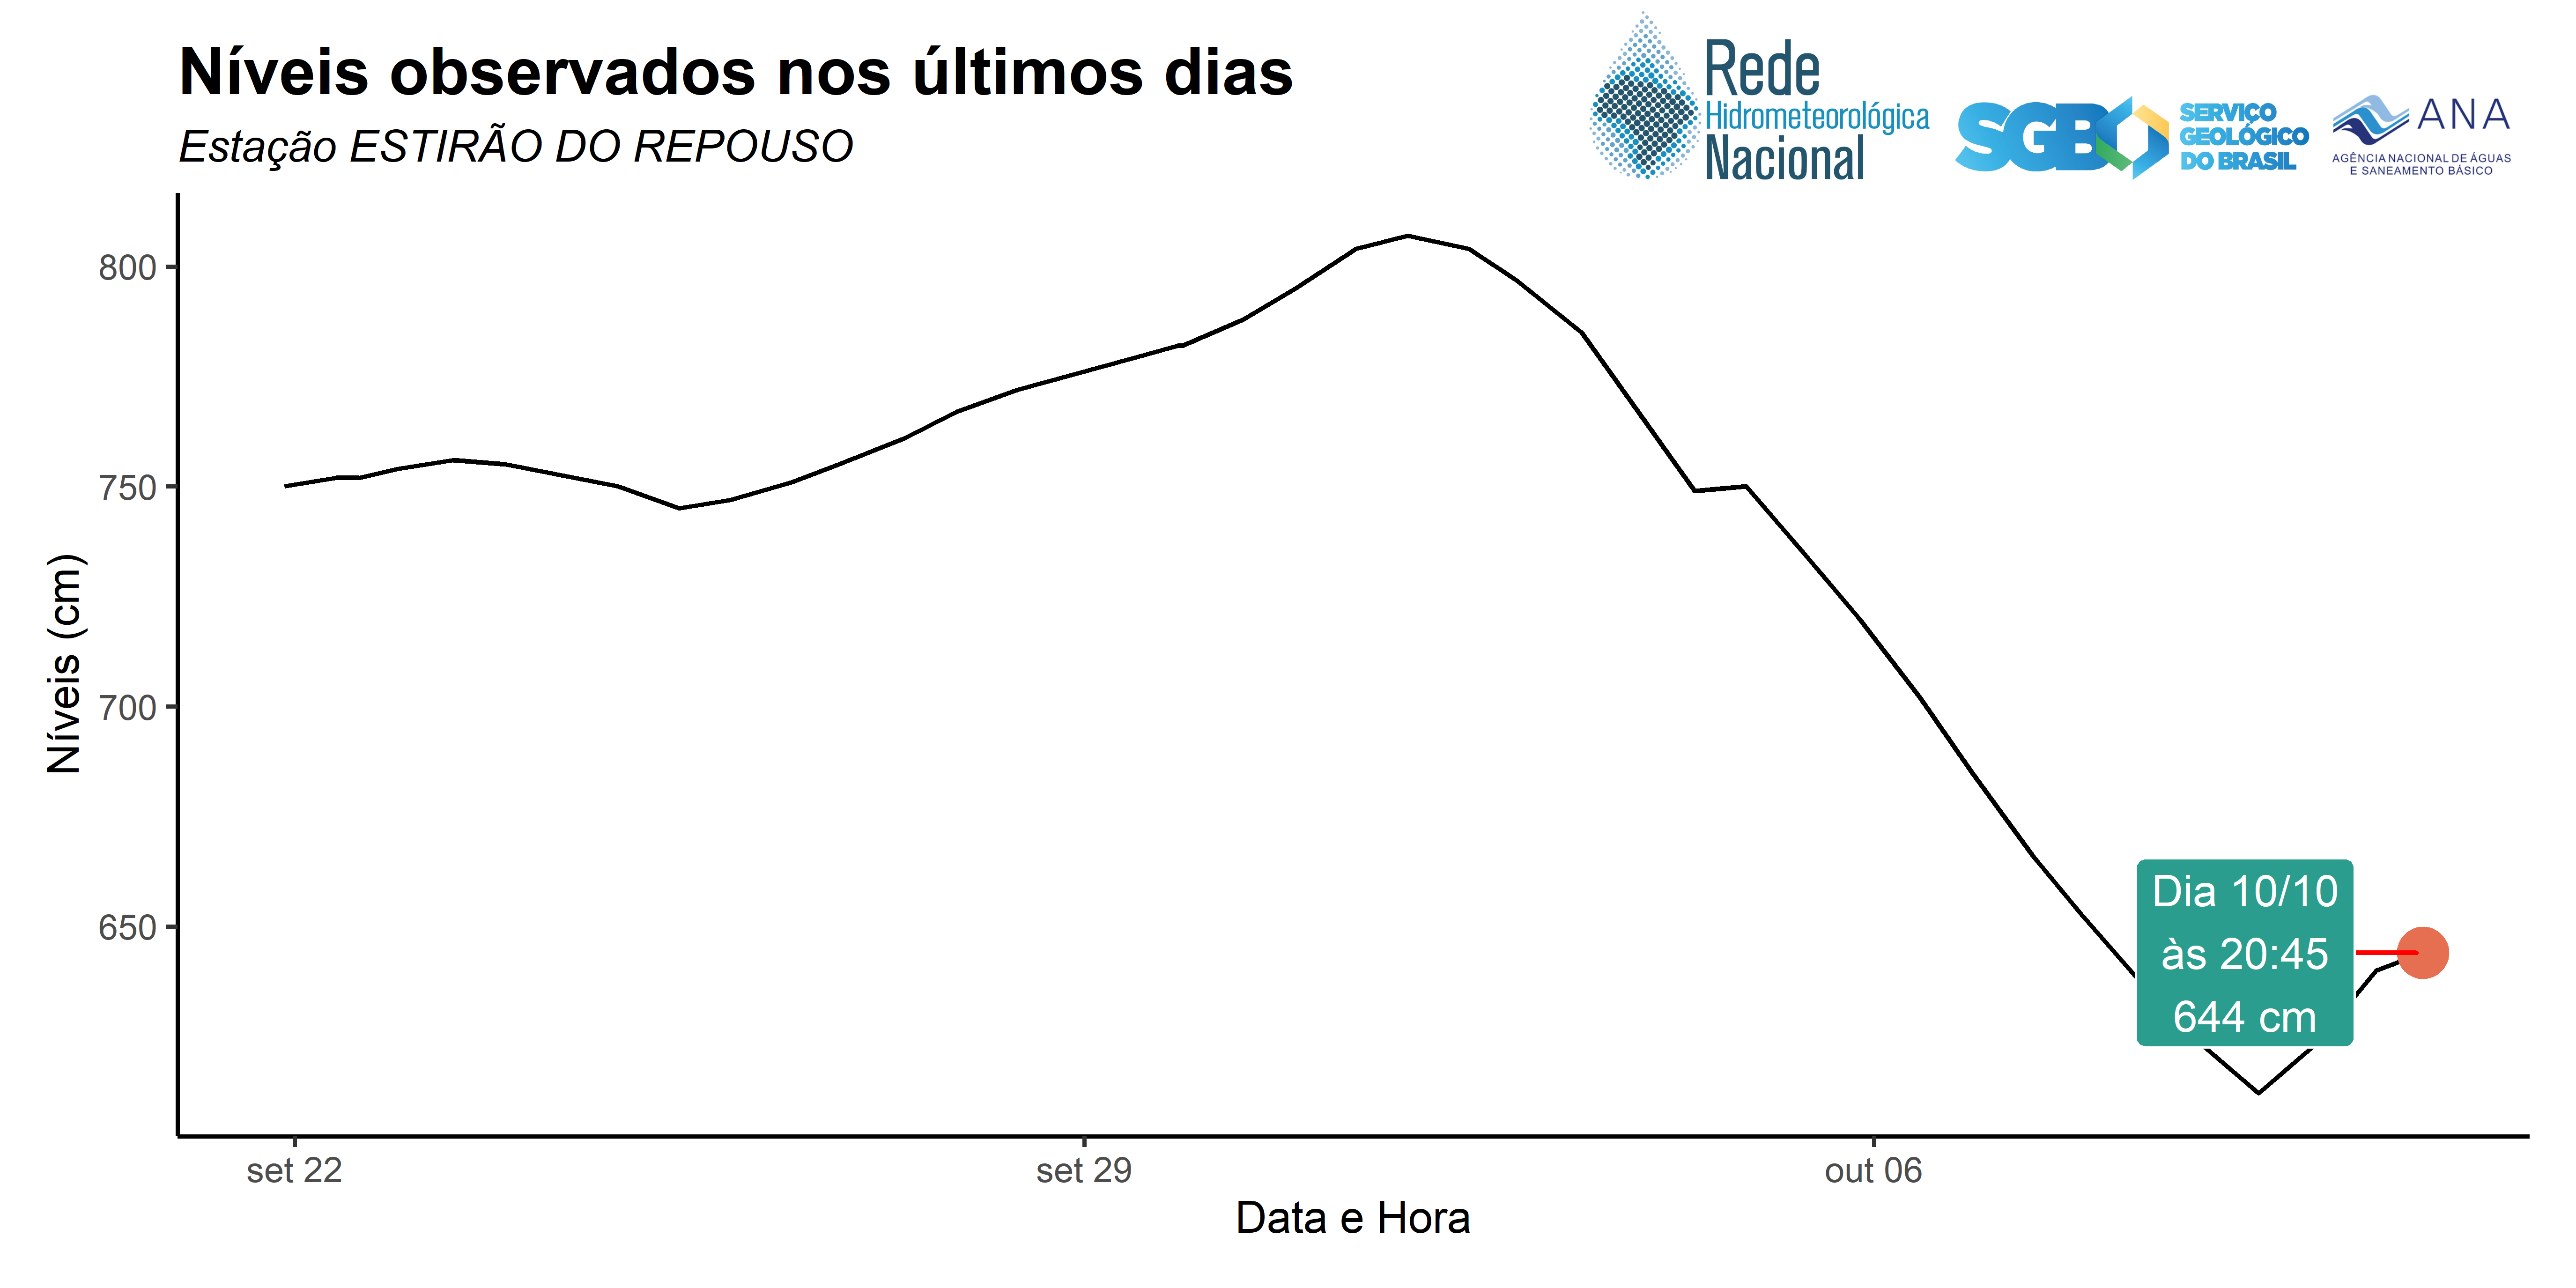 Níveis observados nos últimos dias
Estação ESTIRÃO DO REPOUSO
Rede
Hidrometeorológica
Nacional
SGB
SERVIÇO
GEOLÓGICO
DO BRASIL
ANA
AGÊNCIA NACIONAL DE ÁGUAS
E SANEAMENTO BÁSICO
Níveis (cm)
800
750
700
650
Dia 10/10
às 20:45
644 cm
set 22
set 29
out 06
Data e Hora